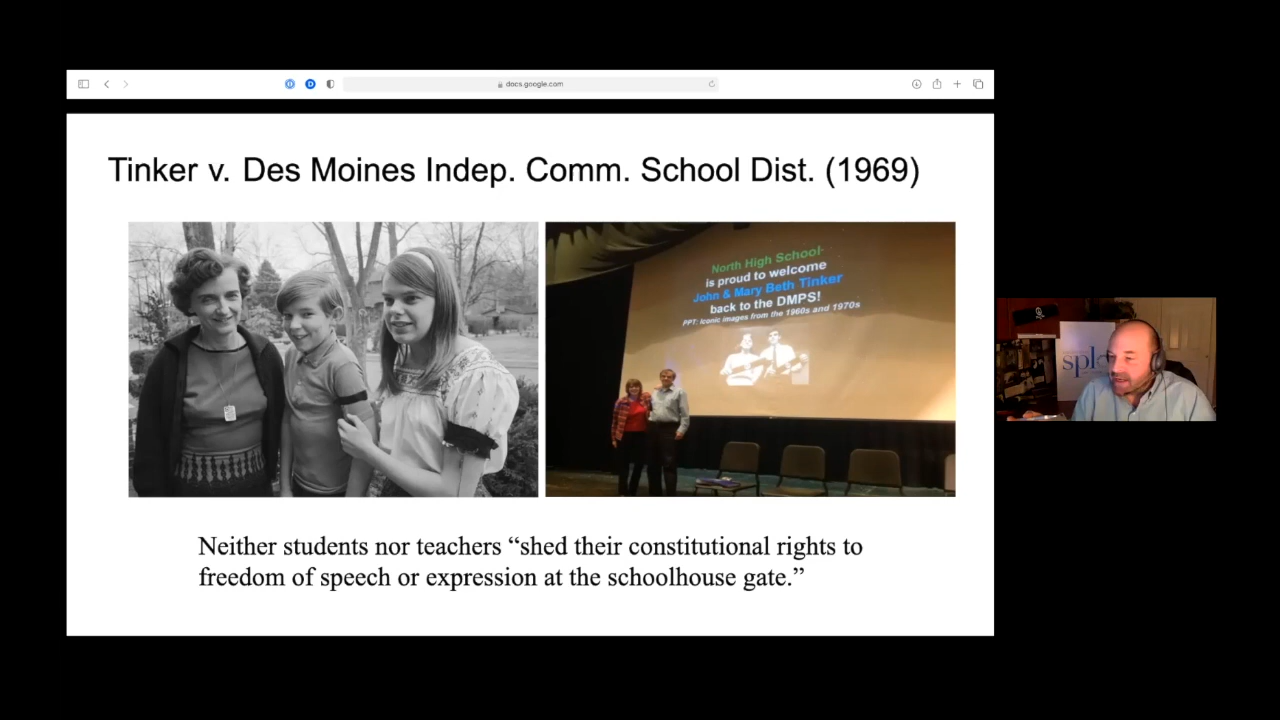 docs.google.com
Tinker v. Des Moines Indep. Comm. School Dist. (1969)
North High School
is proud to welcome
John & Mary Beth Tinker
back to the DMPS!
PPT: Iconic images from the 1960s and 1970s
Neither students nor teachers “shed their constitutional rights to
freedom of speech or expression at the schoolhouse gate.”